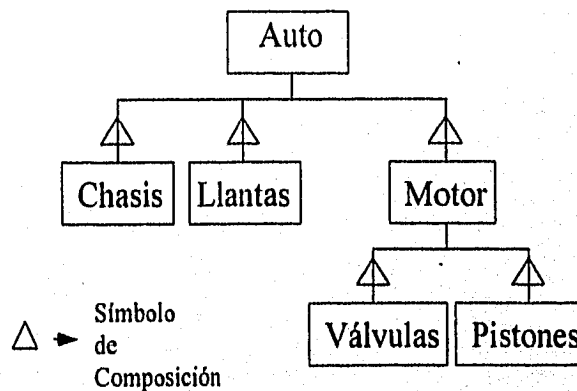 Auto
Chasis
Llantas
Motor
Válvulas
Pistones
Símbolo
de
Composición